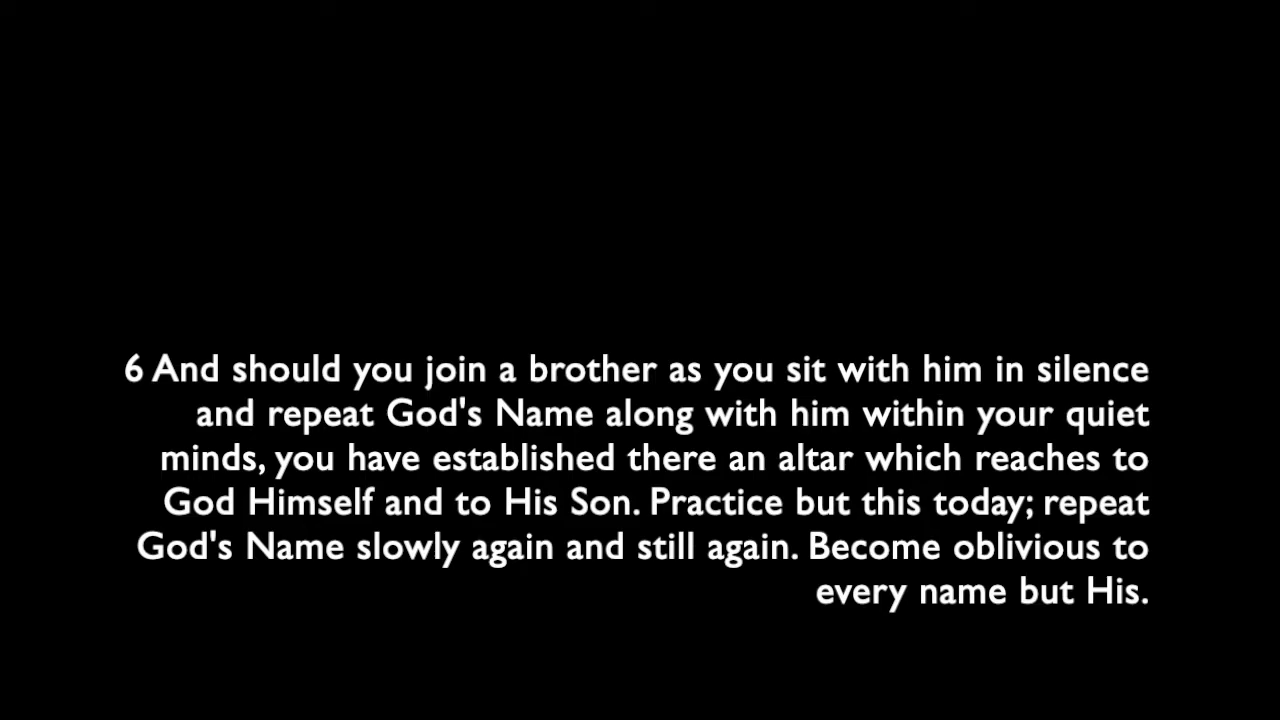 6 And should you join a brother as you sit with him in silence
and repeat God's Name along with him within your quiet
minds, you have established there an altar which reaches to
God Himself and to His Son. Practice but this today; repeat
God's Name slowly again and still again. Become oblivious to
every name but His.